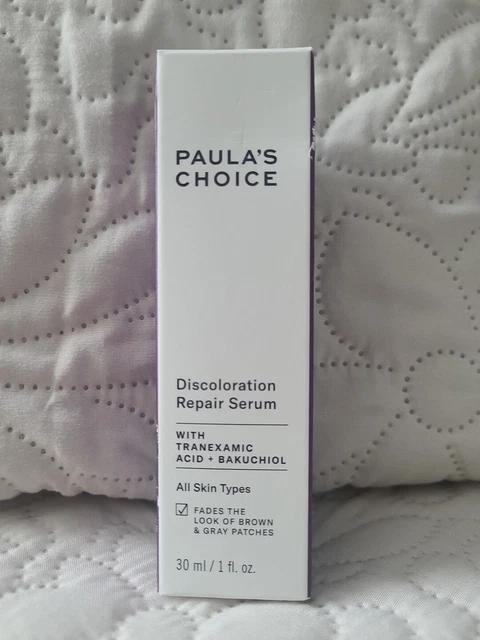 PAULA'S
CHOICE
Discoloration
Repair Serum
WITH
TRANEXAMIC
ACID + BAKUCHIOL
All Skin Types
FADES THE
LOOK OF BROWN
& GRAY PATCHES
30 ml / 1 fl. oz.